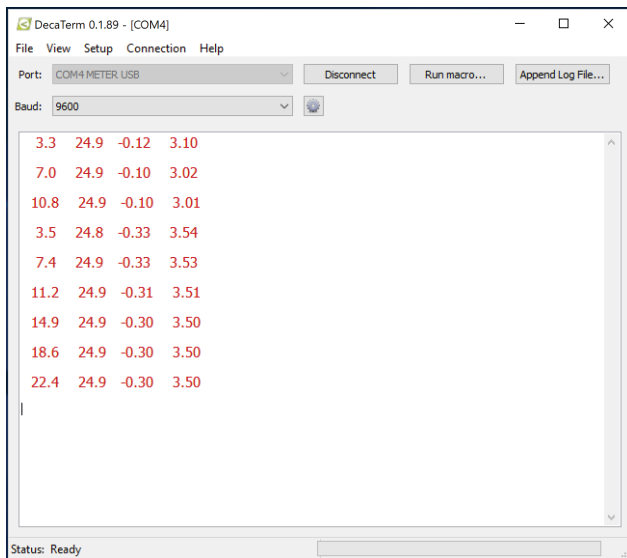 DecaTerm 0.1.89 - [COM4]
File View Setup Connection Help
Port: COM4 METER USB Disconnect Run macro... Append Log File...
Baud: 9600
3.3 24.9 -0.12 3.10
7.0 24.9 -0.10 3.02
10.8 24.9 -0.10 3.01
3.5 24.8 -0.33 3.54
7.4 24.9 -0.33 3.53
11.2 24.9 -0.31 3.51
14.9 24.9 -0.30 3.50
18.6 24.9 -0.30 3.50
22.4 24.9 -0.30 3.50
Status: Ready